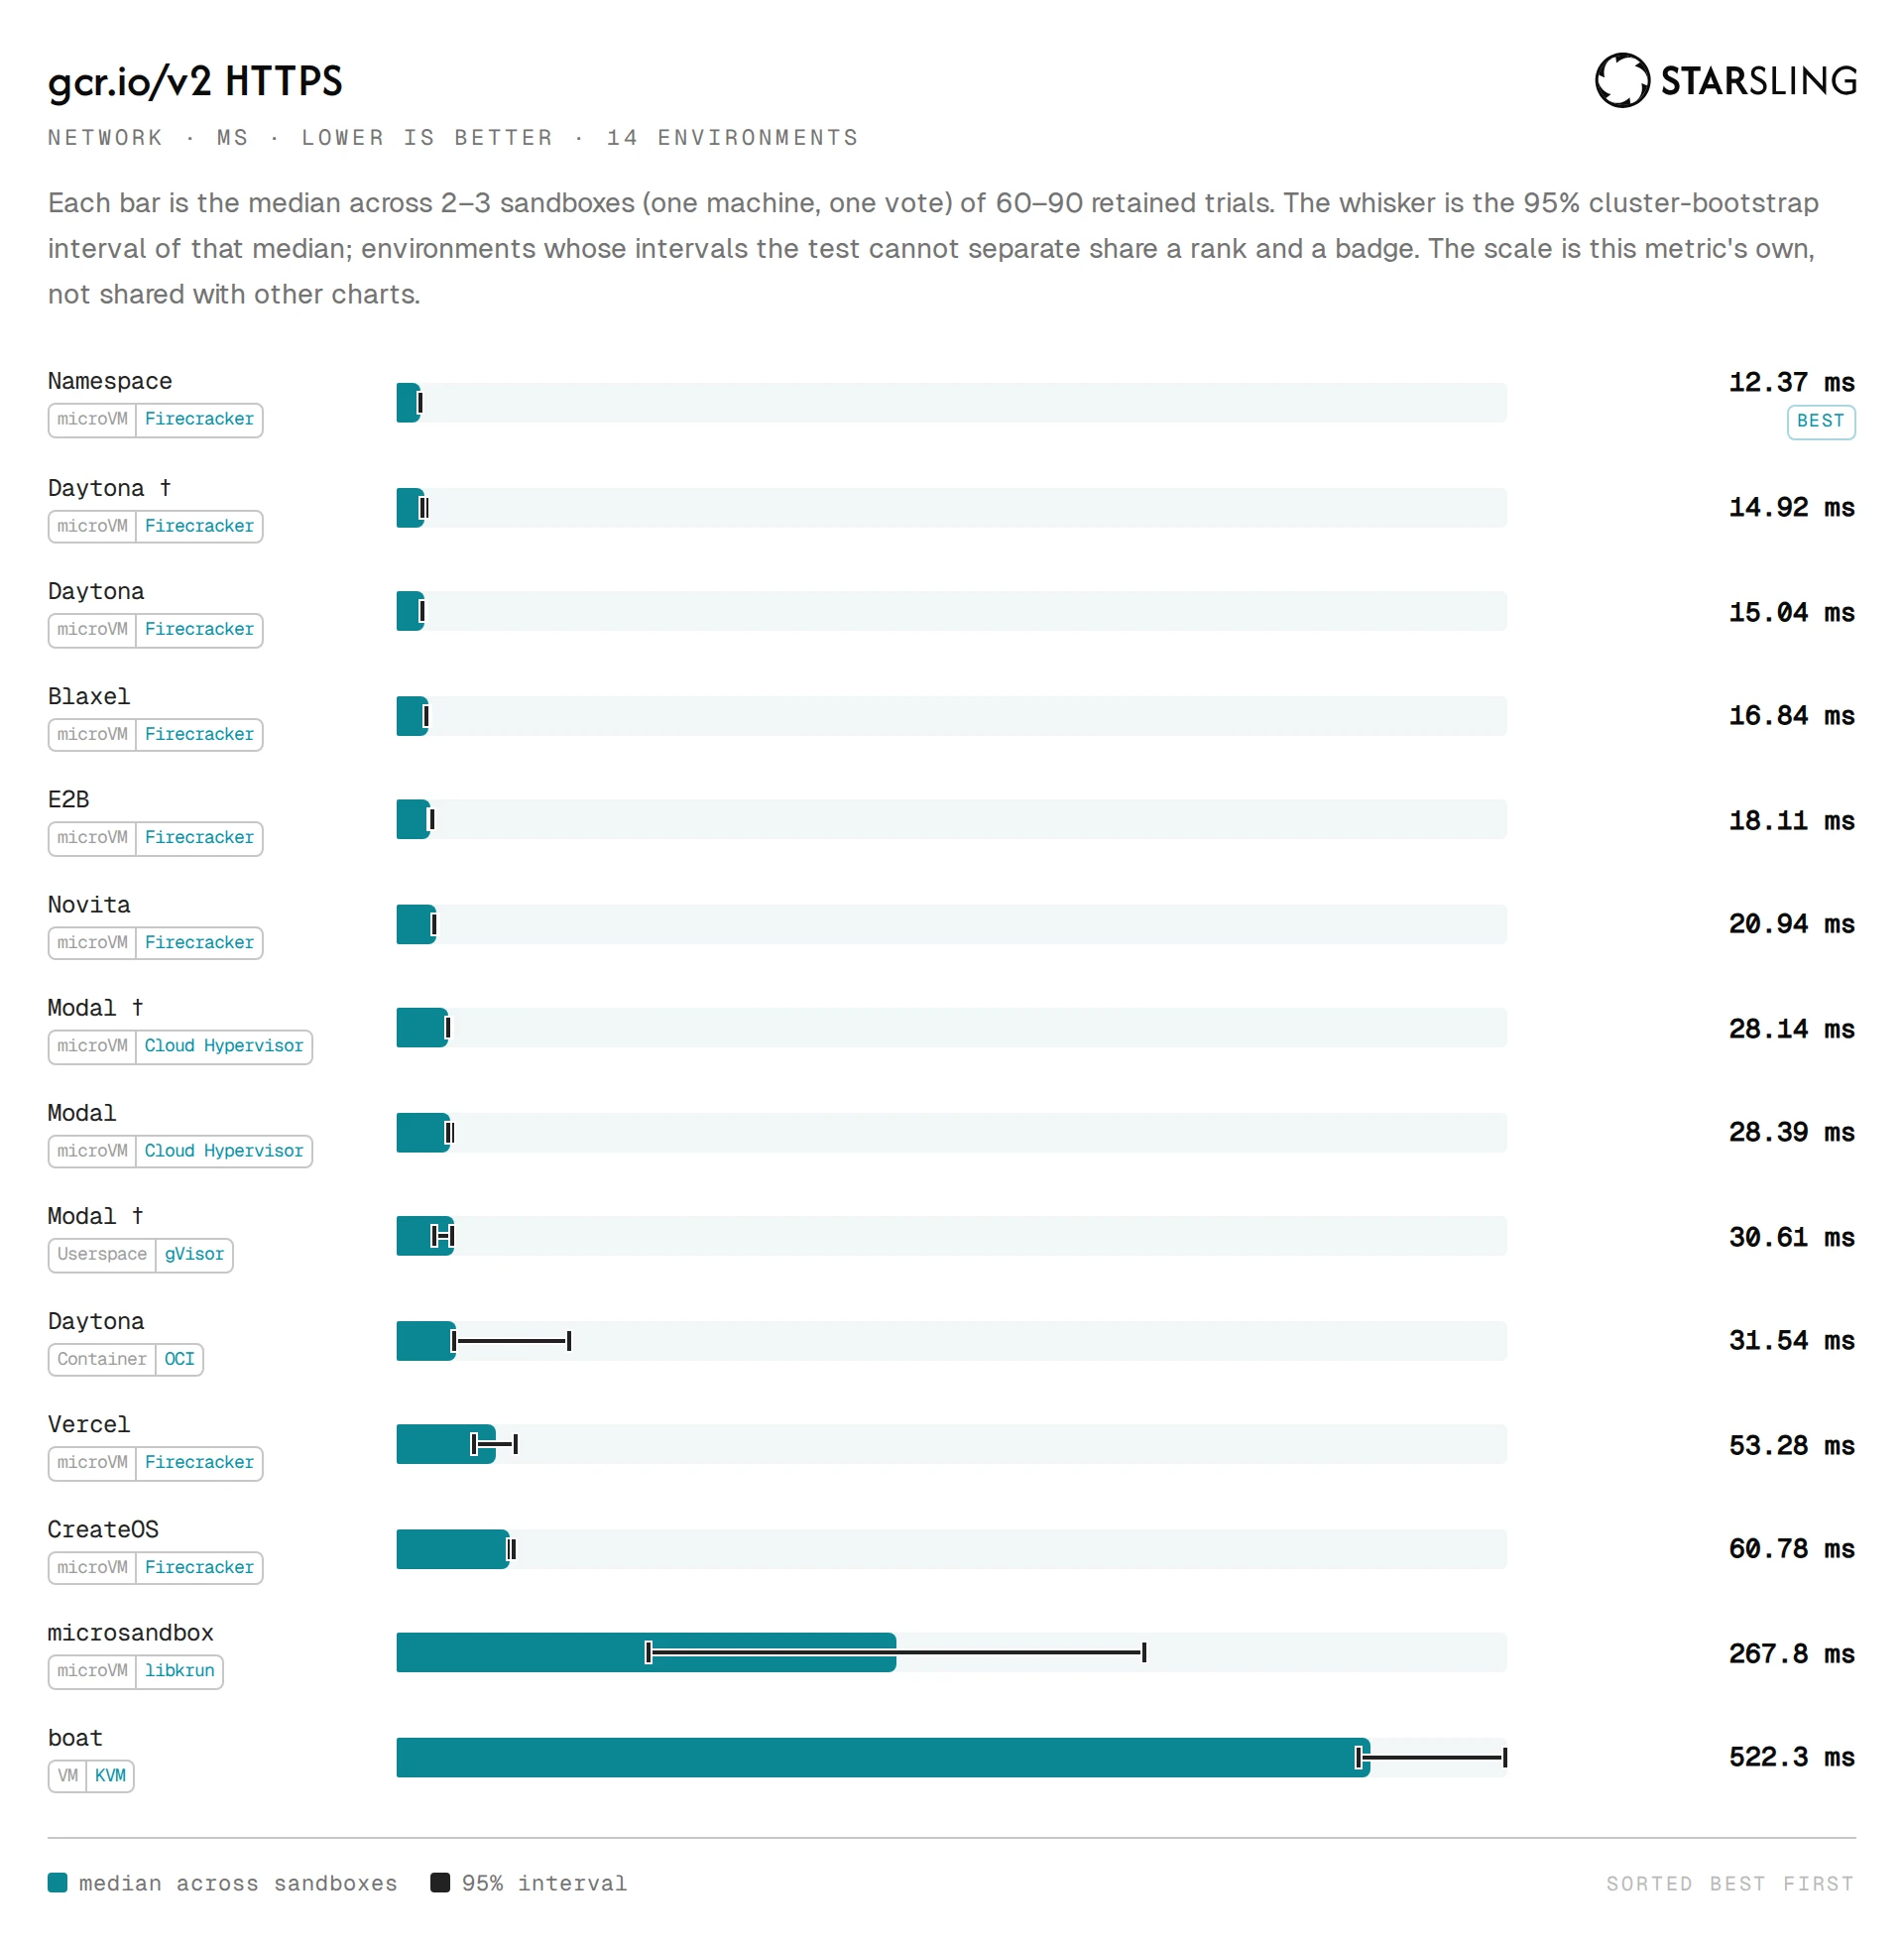 gcr.io/v2 HTTPS
STARSLING
NETWORK · MS · LOWER IS BETTER · 14 ENVIRONMENTS
Each bar is the median across 2–3 sandboxes (one machine, one vote) of 60–90 retained trials. The whisker is the 95% cluster-bootstrap
interval of that median; environments whose intervals the test cannot separate share a rank and a badge. The scale is this metric's own,
not shared with other charts.
Namespace
12.37 ms
microVM Firecracker
BEST
Daytona †
14.92 ms
microVM Firecracker
Daytona
15.04 ms
microVM Firecracker
Blaxel
16.84 ms
microVM Firecracker
E2B
18.11 ms
microVM Firecracker
Novita
20.94 ms
microVM Firecracker
Modal †
28.14 ms
microVM Cloud Hypervisor
Modal
28.39 ms
microVM Cloud Hypervisor
Modal †
30.61 ms
Userspace gVisor
Daytona
31.54 ms
Container OCI
Vercel
53.28 ms
microVM Firecracker
CreateOS
60.78 ms
microVM Firecracker
microsandbox
267.8 ms
microVM libkrun
boat
522.3 ms
VM KVM
median across sandboxes 95% interval
SORTED BEST FIRST